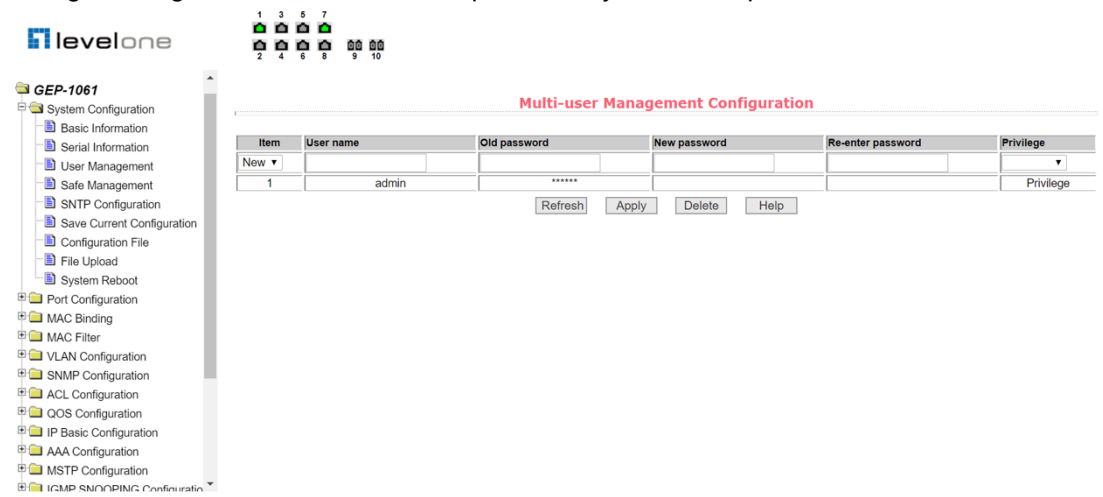 1 3 5 7
levelone
2 4 6 8 9 10
GEP-1061
System Configuration
Basic Information
Serial Information
User Management
Safe Management
SNTP Configuration
Save Current Configuration
Configuration File
File Upload
System Reboot
Port Configuration
MAC Binding
MAC Filter
VLAN Configuration
SNMP Configuration
ACL Configuration
QOS Configuration
IP Basic Configuration
AAA Configuration
MSTP Configuration
IGMP SNOOPING Configuratio
Multi-user Management Configuration
Item User name Old password New password Re-enter password Privilege
New
1 admin ****** Privilege
Refresh Apply Delete Help